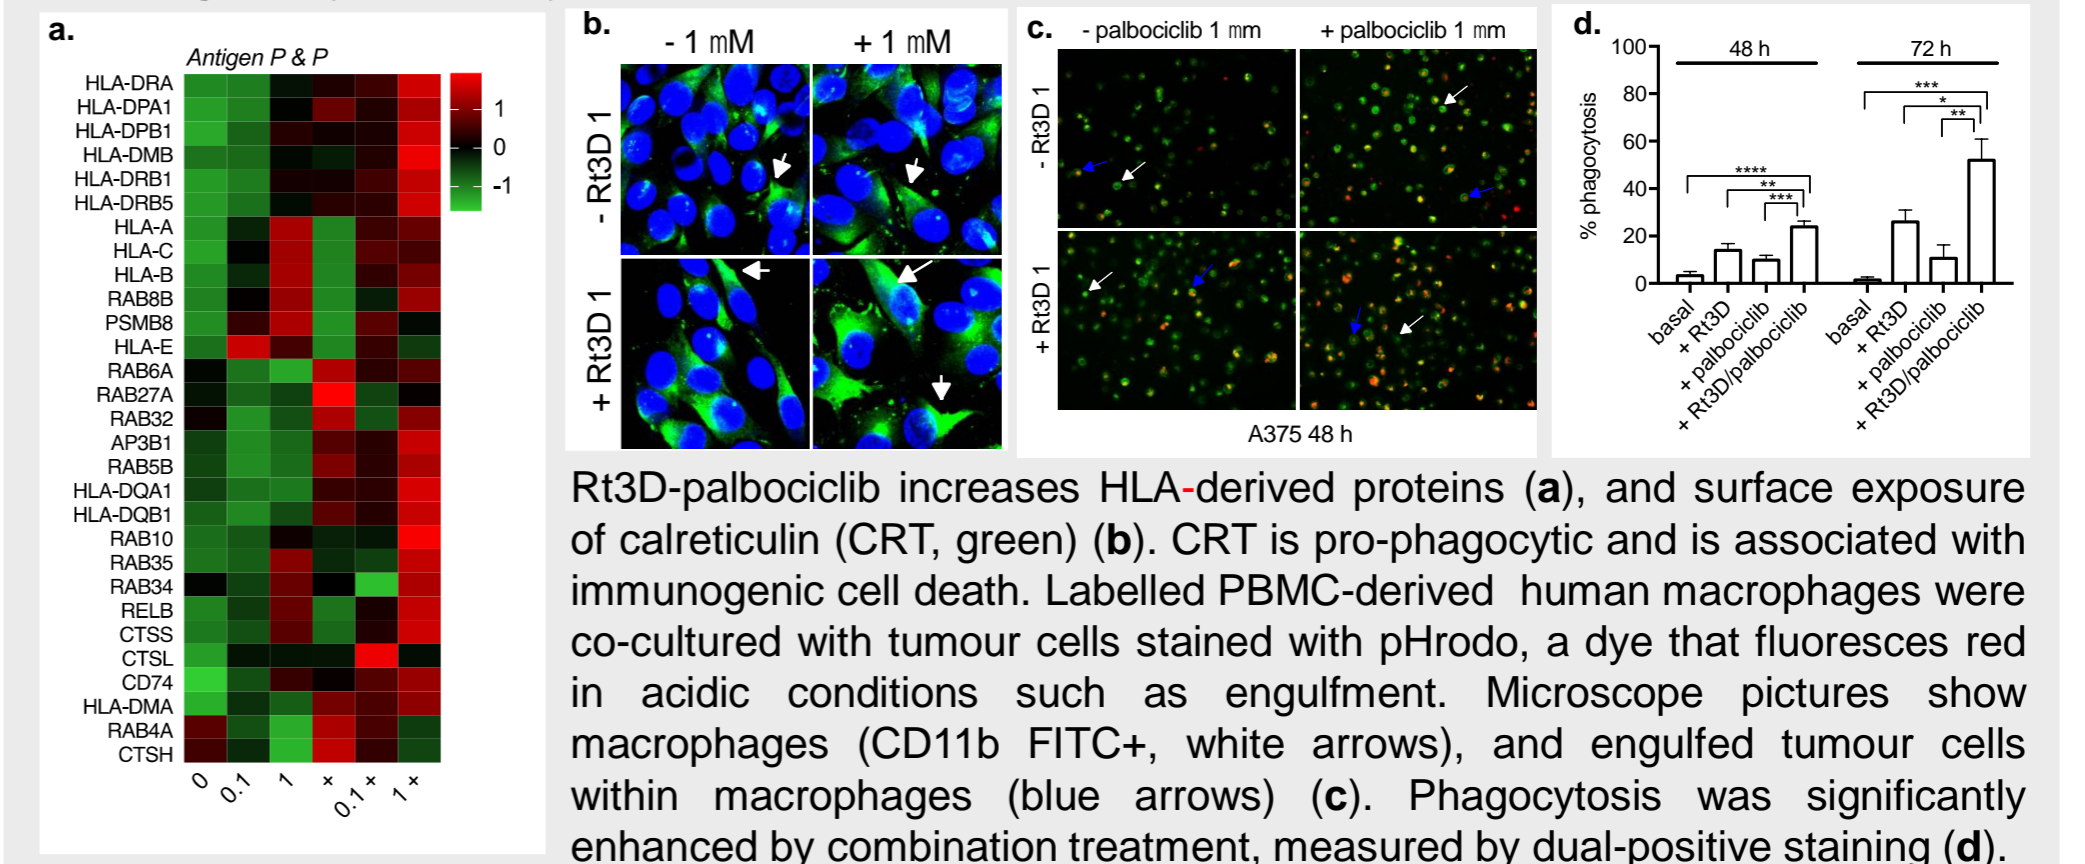 a.
Antigen P & P
HLA-DRA
HLA-DPA1
HLA-DPB1
HLA-DMB
HLA-DRB1
HLA-DRB5
HLA-A
HLA-C
HLA-B
RAB8B
PSMB8
HLA-E
RAB6A
RAB27A
RAB32
AP3B1
RAB5B
HLA-DQA1
HLA-DQB1
RAB10
RAB35
RAB34
RELB
CTSS
CTSL
CD74
HLA-DMA
RAB4A
CTSH
0 0.1 1 + 0.1 + 1 +
1
0
-1
b.
- 1 mM + 1 mM
- Rt3D 1
+ Rt3D 1
c.
- palbociclib 1 mm + palbociclib 1 mm
- Rt3D 1
+ Rt3D 1
A375 48 h
d.
48 h 72 h
% phagocytosis
100
80
60
40
20
0
****
**
***
***
*
**
basal
+ Rt3D
+ palbociclib
+ Rt3D/palbociclib
basal
+ Rt3D
+ palbociclib
+ Rt3D/palbociclib
Rt3D-palbociclib increases HLA-derived proteins (a), and surface exposure
of calreticulin (CRT, green) (b). CRT is pro-phagocytic and is associated with
immunogenic cell death. Labelled PBMC-derived human macrophages were
co-cultured with tumour cells stained with pHrodo, a dye that fluoresces red
in acidic conditions such as engulfment. Microscope pictures show
macrophages (CD11b FITC+, white arrows), and engulfed tumour cells
within macrophages (blue arrows) (c). Phagocytosis was significantly
enhanced by combination treatment, measured by dual-positive staining (d).